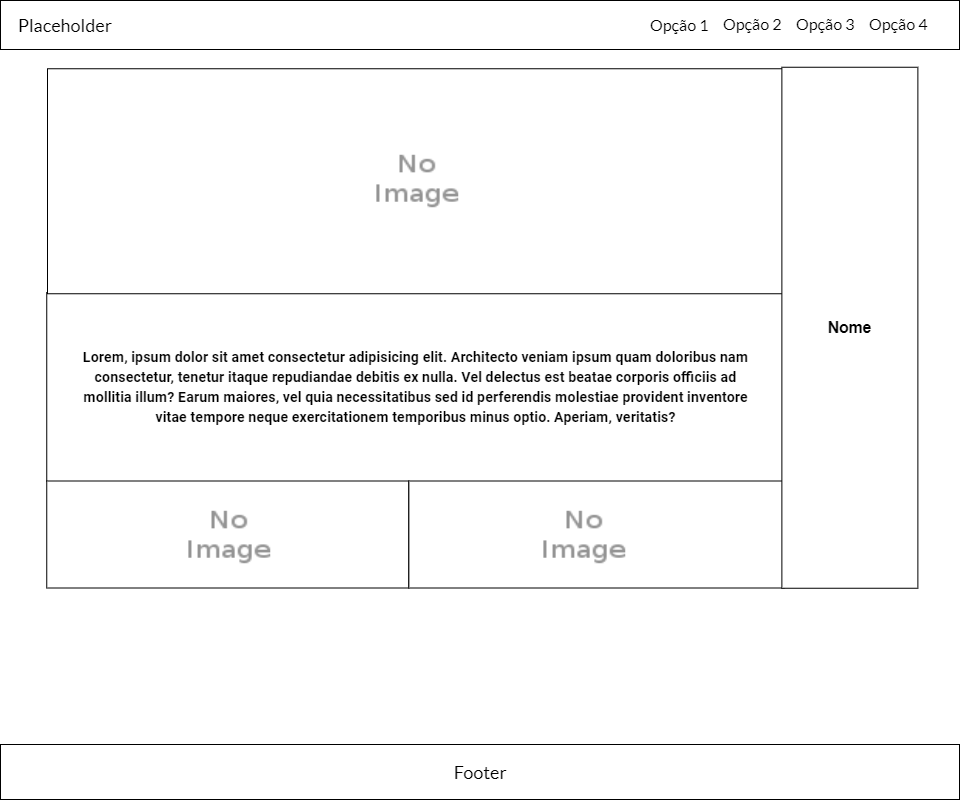 Placeholder
Opção 1 Opção 2 Opção 3 Opção 4
No
Image
Nome
Lorem, ipsum dolor sit amet consectetur adipisicing elit. Architecto veniam ipsum quam doloribus nam
consectetur, tenetur itaque repudiandae debitis ex nulla. Vel delectus est beatae corporis officiis ad
mollitia illum? Earum maiores, vel quia necessitatibus sed id perferendis molestiae provident inventore
vitae tempore neque exercitationem temporibus minus optio. Aperiam, veritatis?
No
Image
No
Image
Footer